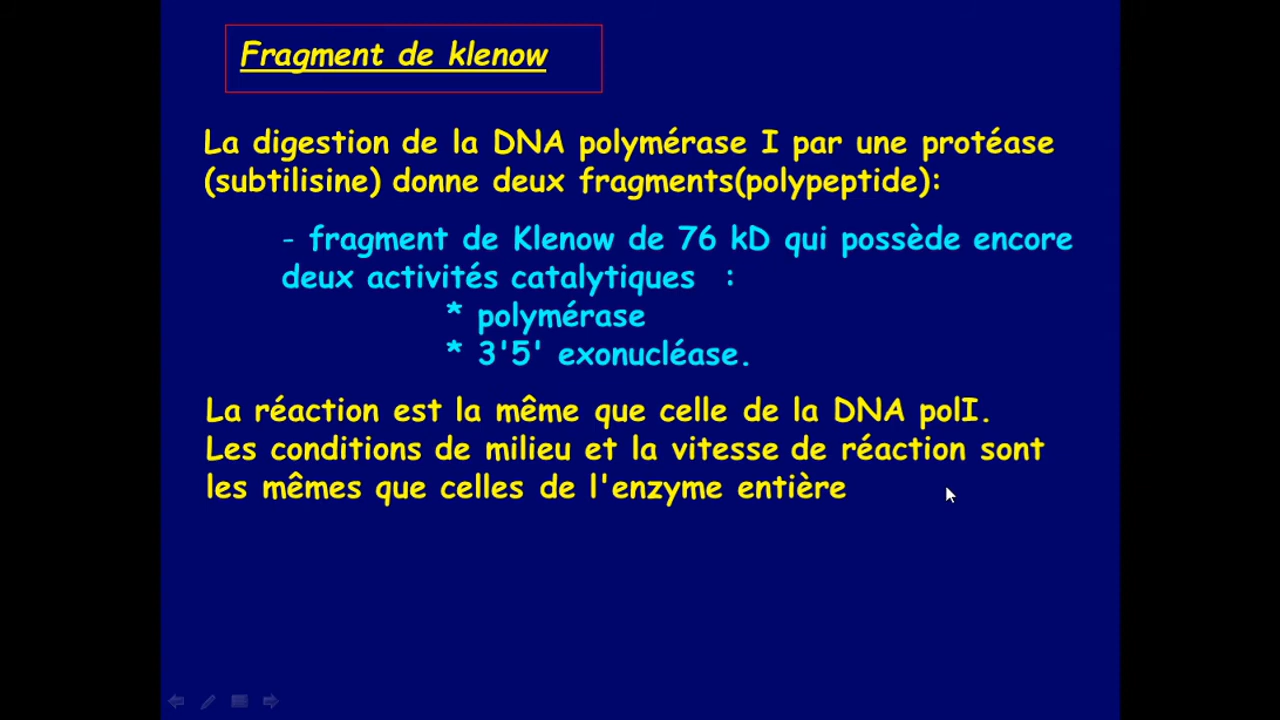 Fragment de klenow
La digestion de la DNA polymérase I par une protéase
(subtilisine) donne deux fragments(polypeptide):
- fragment de Klenow de 76 kD qui possède encore
deux activités catalytiques :
* polymérase
* 3'5' exonucléase.
La réaction est la même que celle de la DNA polI.
Les conditions de milieu et la vitesse de réaction sont
les mêmes que celles de l'enzyme entière